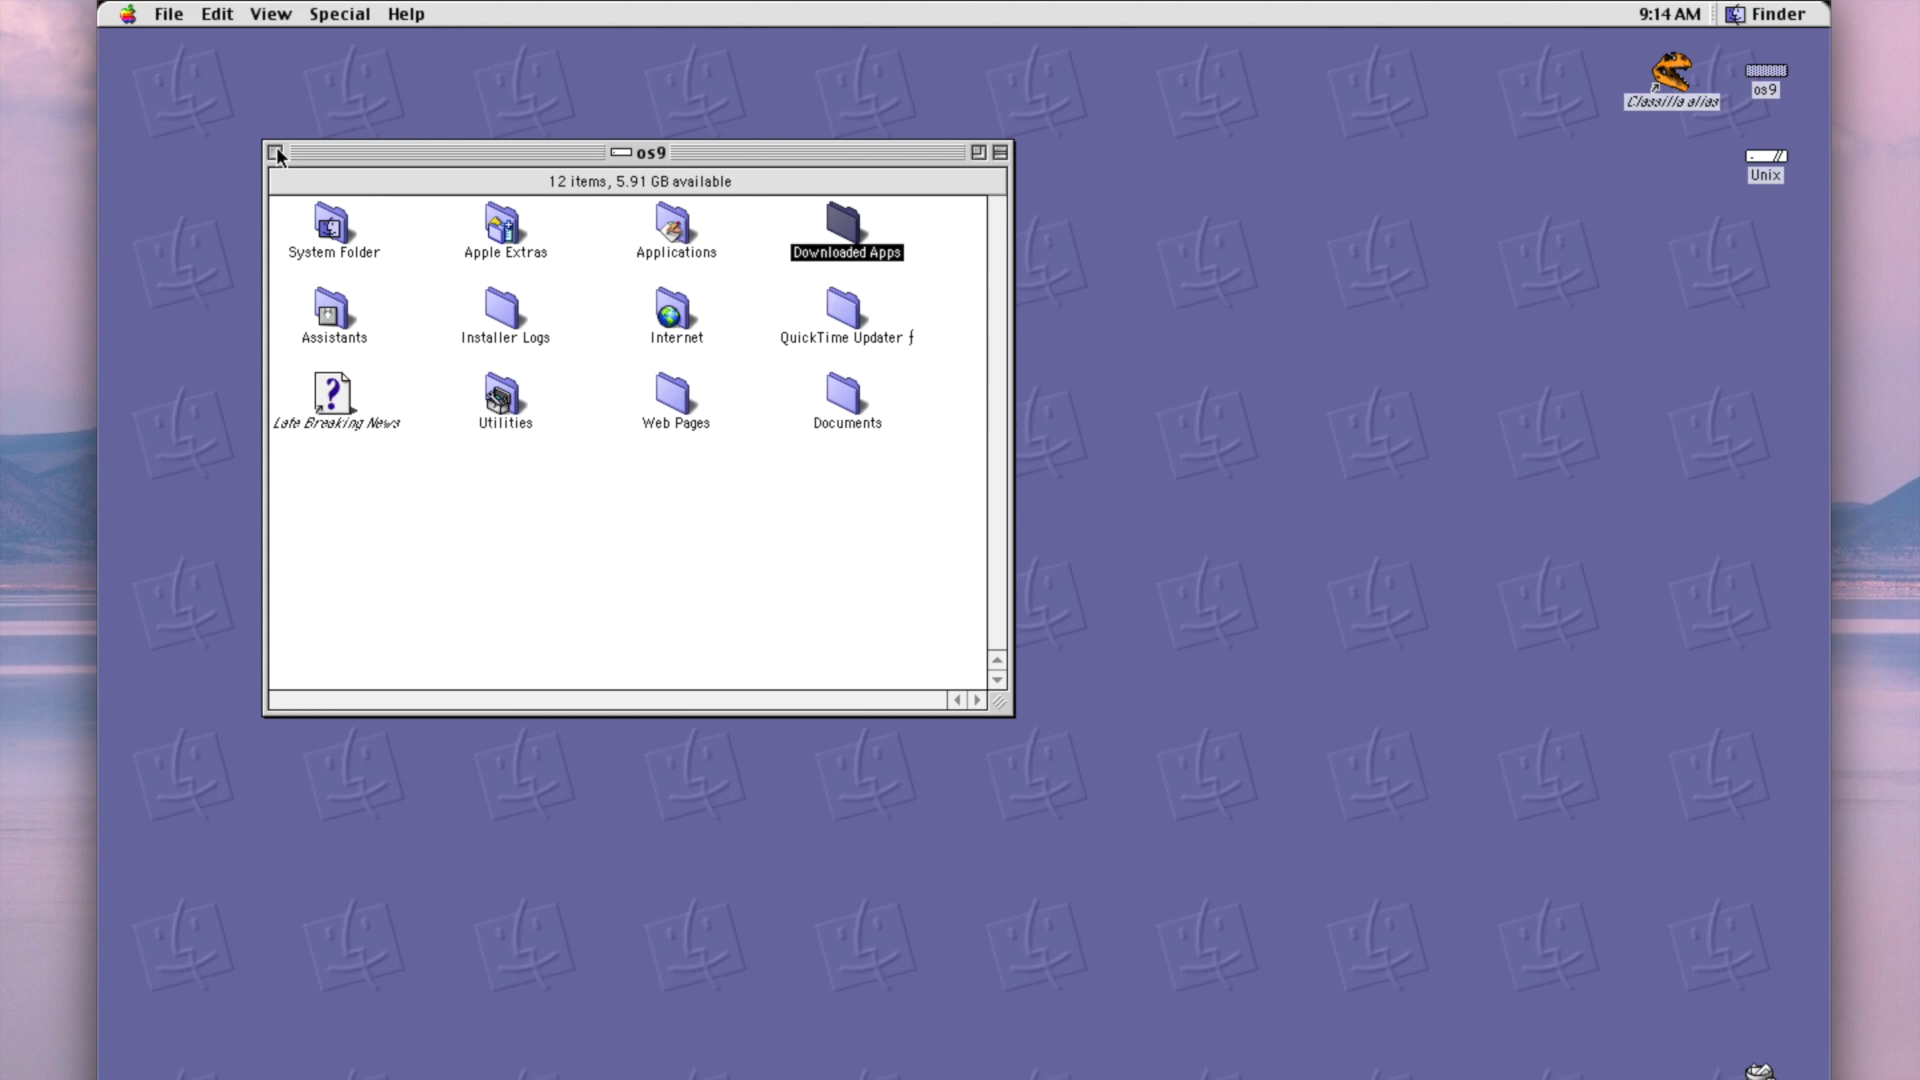 File Edit View Special Help
9:14 AM Finder
Classilla alias
os9
Unix
os9
12 items, 5.91 GB available
System Folder
Apple Extras
Applications
Downloaded Apps
Assistants
Installer Logs
Internet
QuickTime Updater ƒ
Late Breaking News
Utilities
Web Pages
Documents